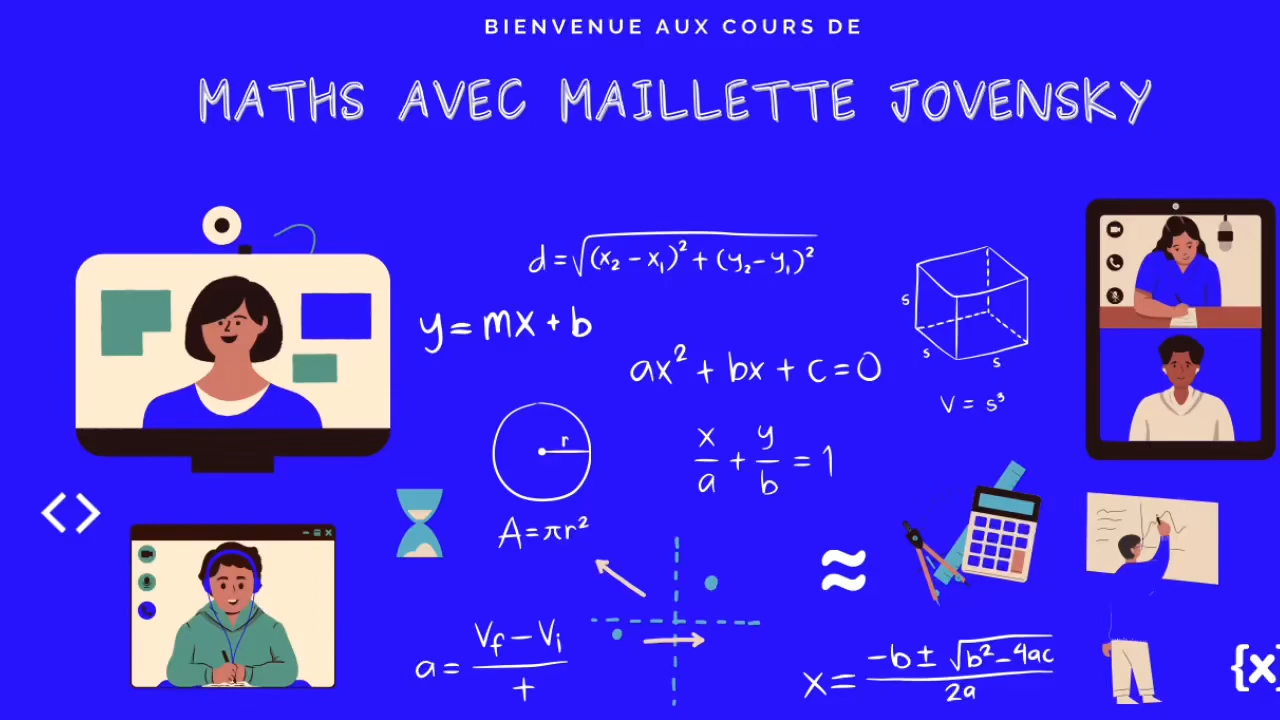 BIENVENUE AUX COURS DE
MATHS AVEC MAILLETTE JOVENSKY
d = √(x₂ - x₁)² + (y₂ - y₁)²
y = mx + b
ax² + bx + c = 0
s
s
s
V = s³
r
A = πr²
x/a + y/b = 1
<>
≈
a = Vf - Vi / t
x = -b ± √b² - 4ac / 2a
{x